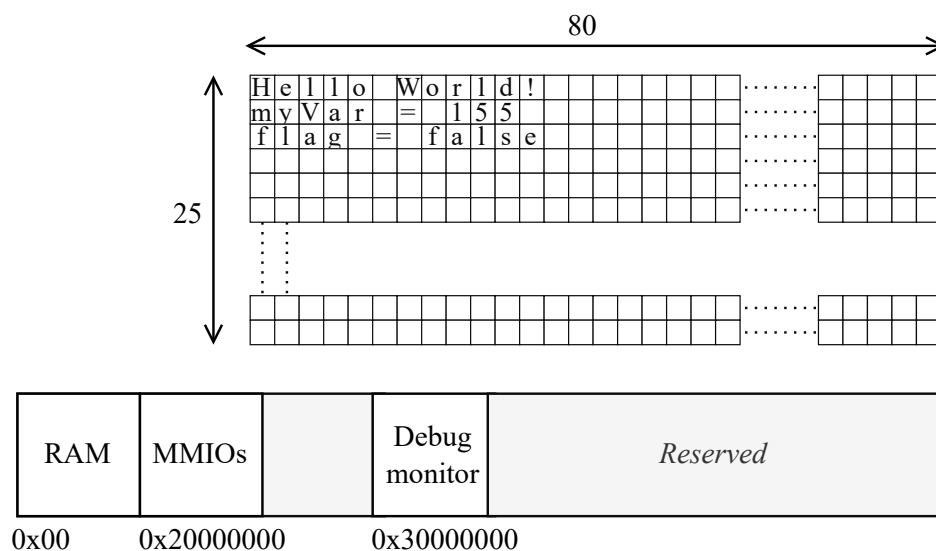 80
25
Hello World!
myVar = 155
flag = false
RAM
MMIOs
Debug
monitor
Reserved
0x00
0x20000000
0x30000000